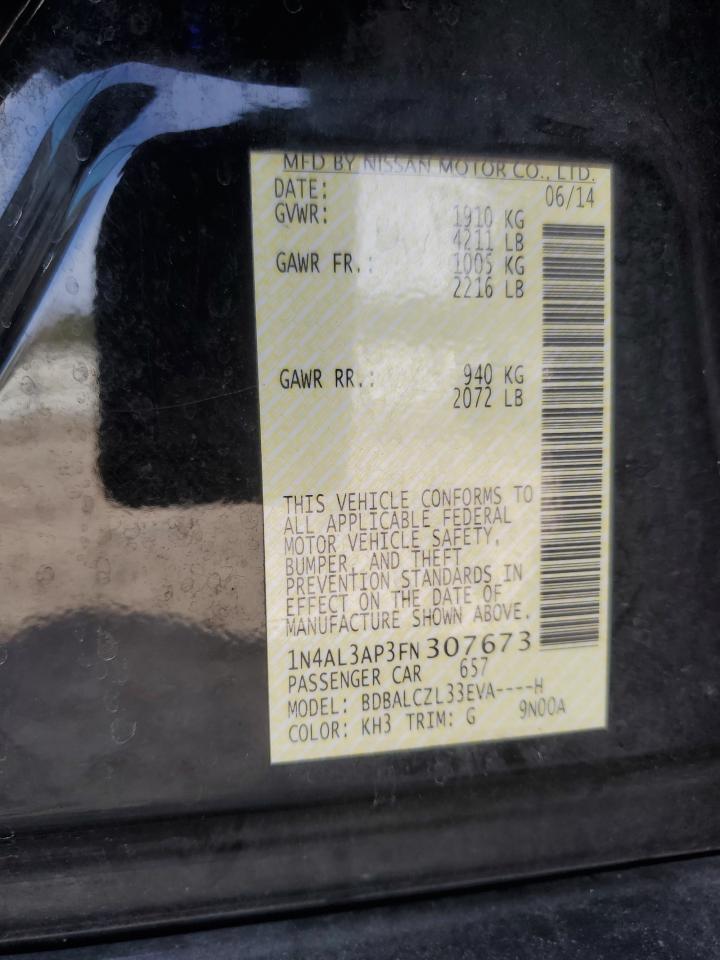 MFD BY NISSAN MOTOR CO., LTD.
DATE: 06/14
GVWR: 1910 KG
4211 LB
GAWR FR.: 1005 KG
2216 LB
GAWR RR.: 940 KG
2072 LB
THIS VEHICLE CONFORMS TO
ALL APPLICABLE FEDERAL
MOTOR VEHICLE SAFETY,
BUMPER, AND THEFT
PREVENTION STANDARDS IN
EFFECT ON THE DATE OF
MANUFACTURE SHOWN ABOVE.
1N4AL3AP3FN 307673
PASSENGER CAR 657
MODEL: BDBALCZL33EVA----H
COLOR: KH3 TRIM: G 9N00A